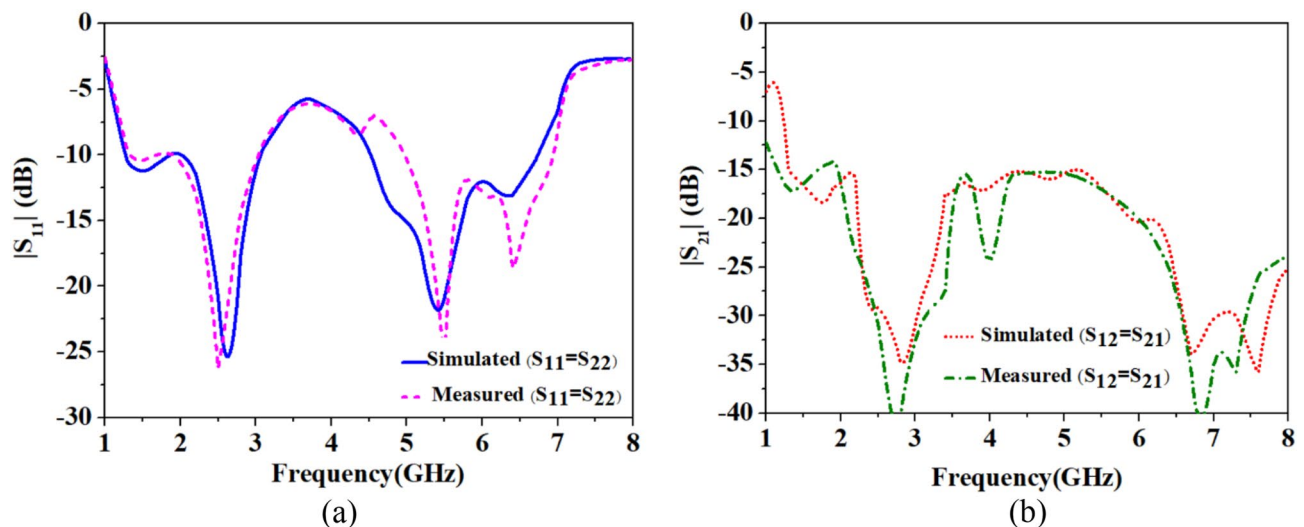 0
-5
-10
-15
-20
-25
-30
|S11| (dB)
Simulated (S11=S22)
Measured (S11=S22)
1 2 3 4 5 6 7 8
Frequency(GHz)
(a)
0
-5
-10
-15
-20
-25
-30
-35
-40
|S21| (dB)
Simulated (S12=S21)
Measured (S12=S21)
1 2 3 4 5 6 7 8
Frequency(GHz)
(b)